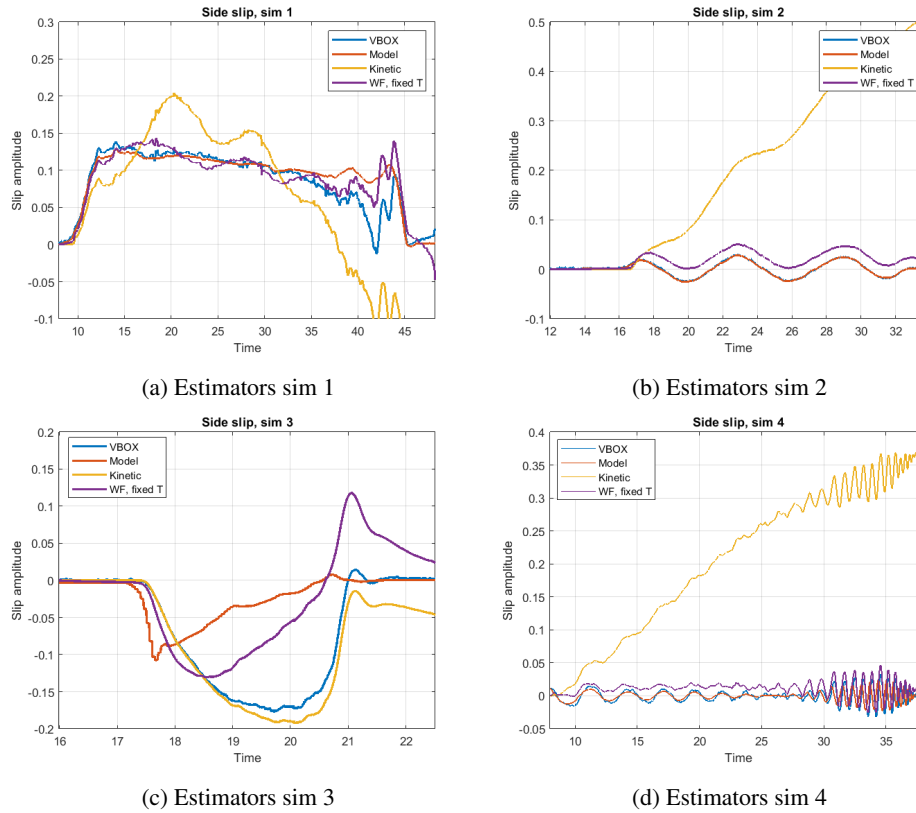 Side slip, sim 1
0.3
0.25
0.2
0.15
0.1
0.05
0
-0.05
-0.1
Slip amplitude
10 15 20 25 30 35 40 45
Time
VBOX
Model
Kinetic
WF, fixed T
(a) Estimators sim 1
Side slip, sim 2
0.5
0.4
0.3
0.2
0.1
0
-0.1
Slip amplitude
12 14 16 18 20 22 24 26 28 30 32
Time
VBOX
Model
Kinetic
WF, fixed T
(b) Estimators sim 2
Side slip, sim 3
0.2
0.15
0.1
0.05
0
-0.05
-0.1
-0.15
-0.2
Slip amplitude
16 17 18 19 20 21 22
Time
VBOX
Model
Kinetic
WF, fixed T
(c) Estimators sim 3
Side slip, sim 4
0.4
0.35
0.3
0.25
0.2
0.15
0.1
0.05
0
-0.05
Slip amplitude
10 15 20 25 30 35
Time
VBOX
Model
Kinetic
WF, fixed T
(d) Estimators sim 4